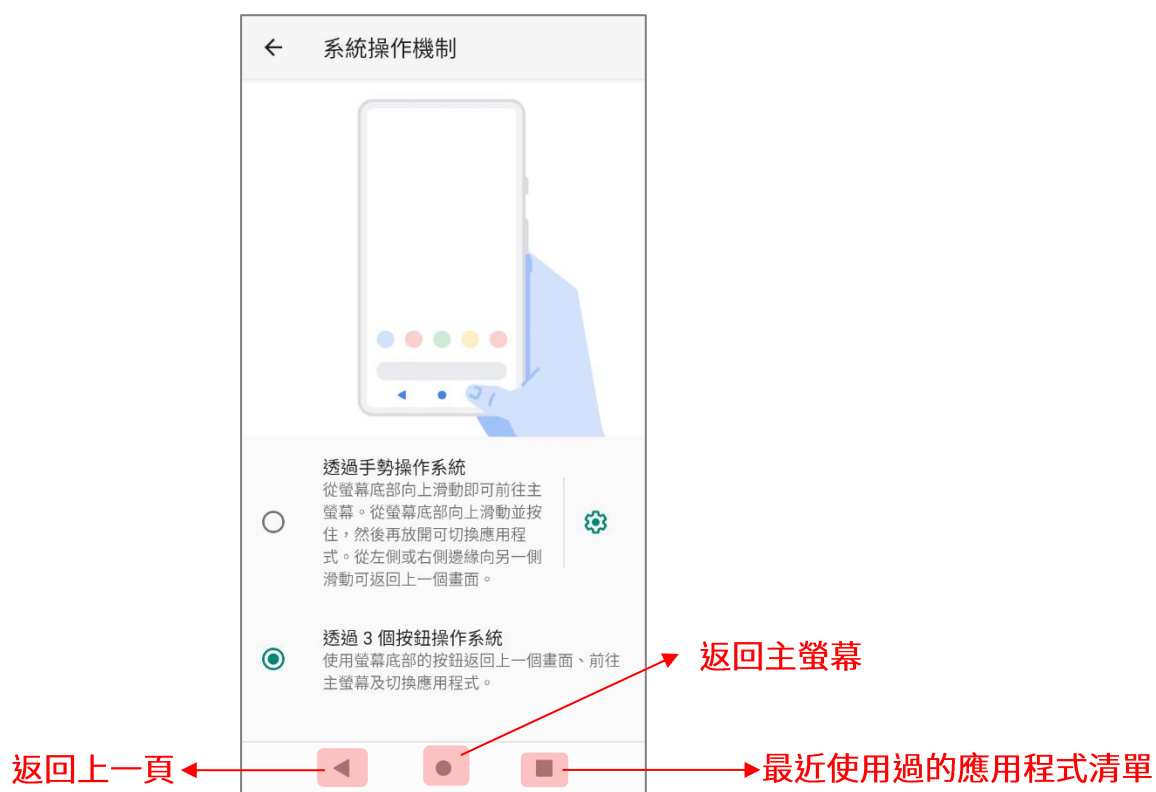 系統操作機制
透過手勢操作系統
從螢幕底部向上滑動即可前往主
螢幕。從螢幕底部向上滑動並按
住，然後再放開可切換應用程
式。從左側或右側邊緣向另一側
滑動可返回上一個畫面。
透過 3 個按鈕操作系統
使用螢幕底部的按鈕返回上一個畫面、前往
主螢幕及切換應用程式。
返回主螢幕
返回上一頁
最近使用過的應用程式清單